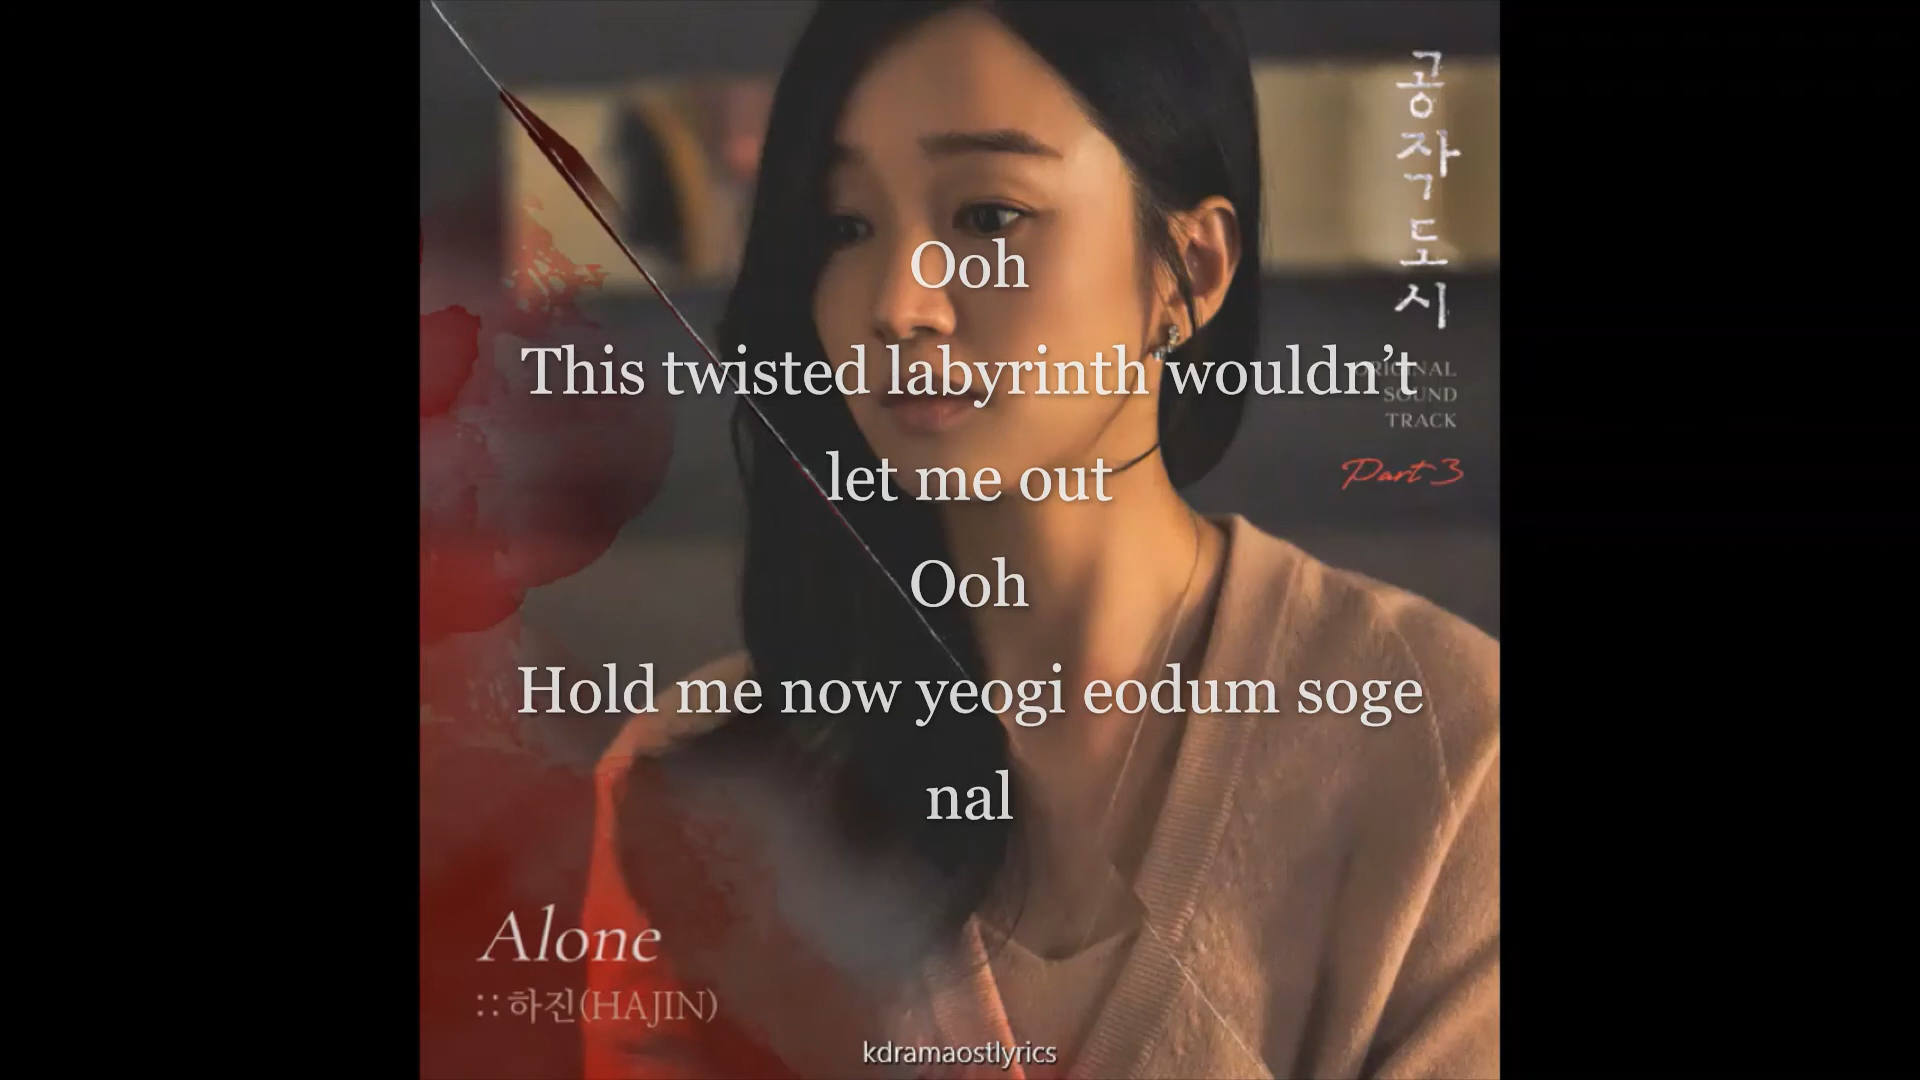 공작도시
ORIGINAL
SOUND
TRACK
Part 3
Ooh
This twisted labyrinth wouldn’t
let me out
Ooh
Hold me now yeogi eodum soge
nal
Alone
::하진(HAJIN)
kdramaostlyrics